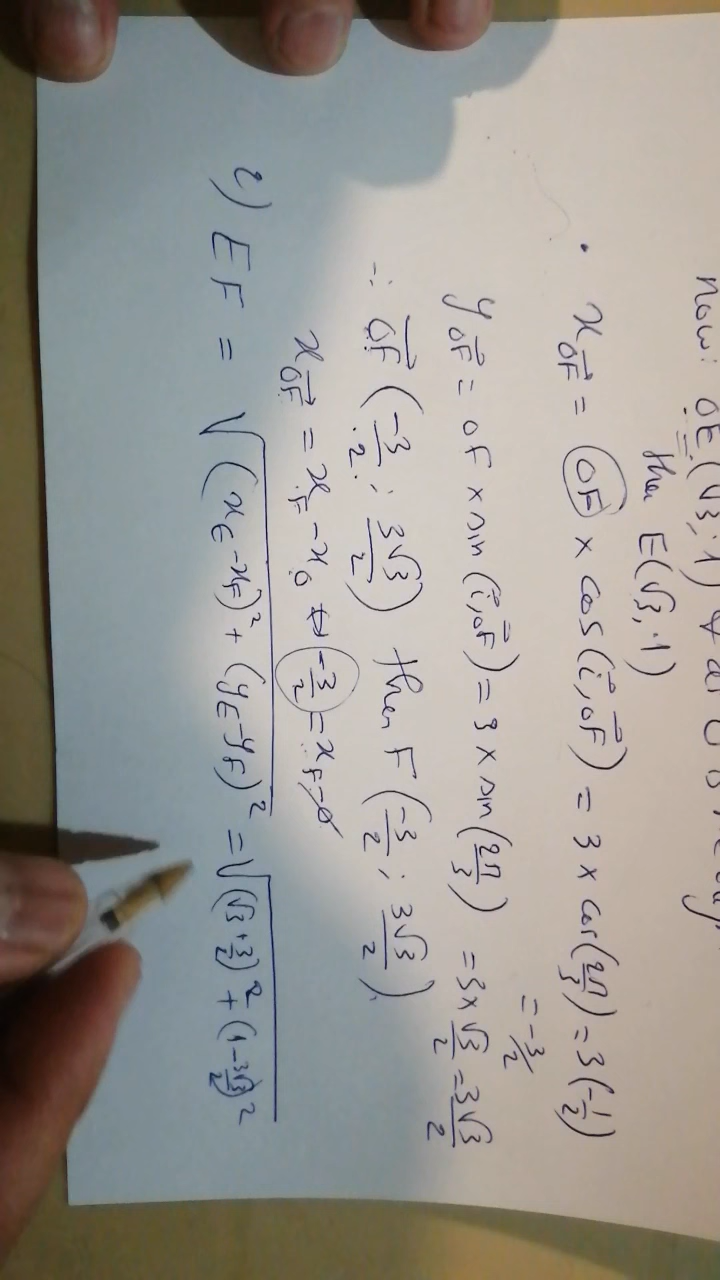 Now: OE(√3; 1)
then E(√3, 1)
• x_OF⃗ = OF × cos(i⃗, OF⃗) = 3 × cos(2π/3) = 3(-1/2)
= -3/2
y_OF⃗ = OF × sin(i⃗, OF⃗) = 3 × sin(2π/3) = 3 × √3/2 = 3√3/2
∴ OF⃗(-3/2; 3√3/2) then F(-3/2; 3√3/2).
x_OF⃗ = x_F - x_O ⇔ -3/2 = x_F - 0
2) EF = √((x_E - x_F)² + (y_E - y_F)²) = √((√3 + 3/2)² + (1 - 3√3/2)²)